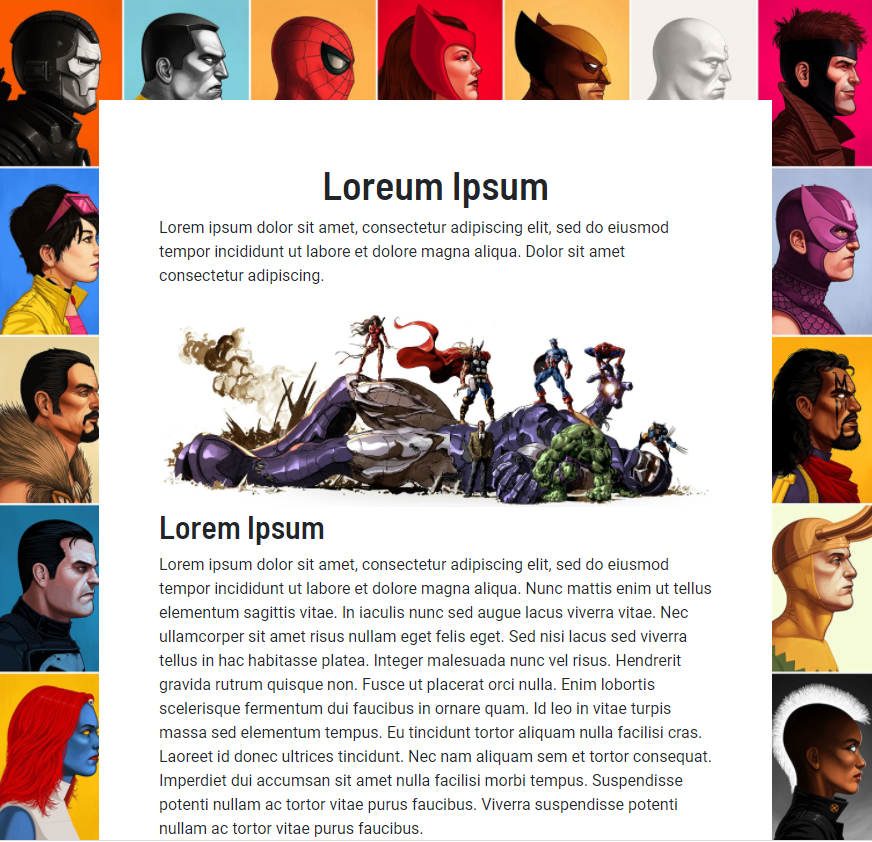 Loreum Ipsum
Lorem ipsum dolor sit amet, consectetur adipiscing elit, sed do eiusmod
tempor incididunt ut labore et dolore magna aliqua. Dolor sit amet
consectetur adipiscing.
Lorem Ipsum
Lorem ipsum dolor sit amet, consectetur adipiscing elit, sed do eiusmod
tempor incididunt ut labore et dolore magna aliqua. Nunc mattis enim ut tellus
elementum sagittis vitae. In iaculis nunc sed augue lacus viverra vitae. Nec
ullamcorper sit amet risus nullam eget felis eget. Sed nisi lacus sed viverra
tellus in hac habitasse platea. Integer malesuada nunc vel risus. Hendrerit
gravida rutrum quisque non. Fusce ut placerat orci nulla. Enim lobortis
scelerisque fermentum dui faucibus in ornare quam. Id leo in vitae turpis
massa sed elementum tempus. Eu tincidunt tortor aliquam nulla facilisi cras.
Laoreet id donec ultrices tincidunt. Nec nam aliquam sem et tortor consequat.
Imperdiet dui accumsan sit amet nulla facilisi morbi tempus. Suspendisse
potenti nullam ac tortor vitae purus faucibus. Viverra suspendisse potenti
nullam ac tortor vitae purus faucibus.